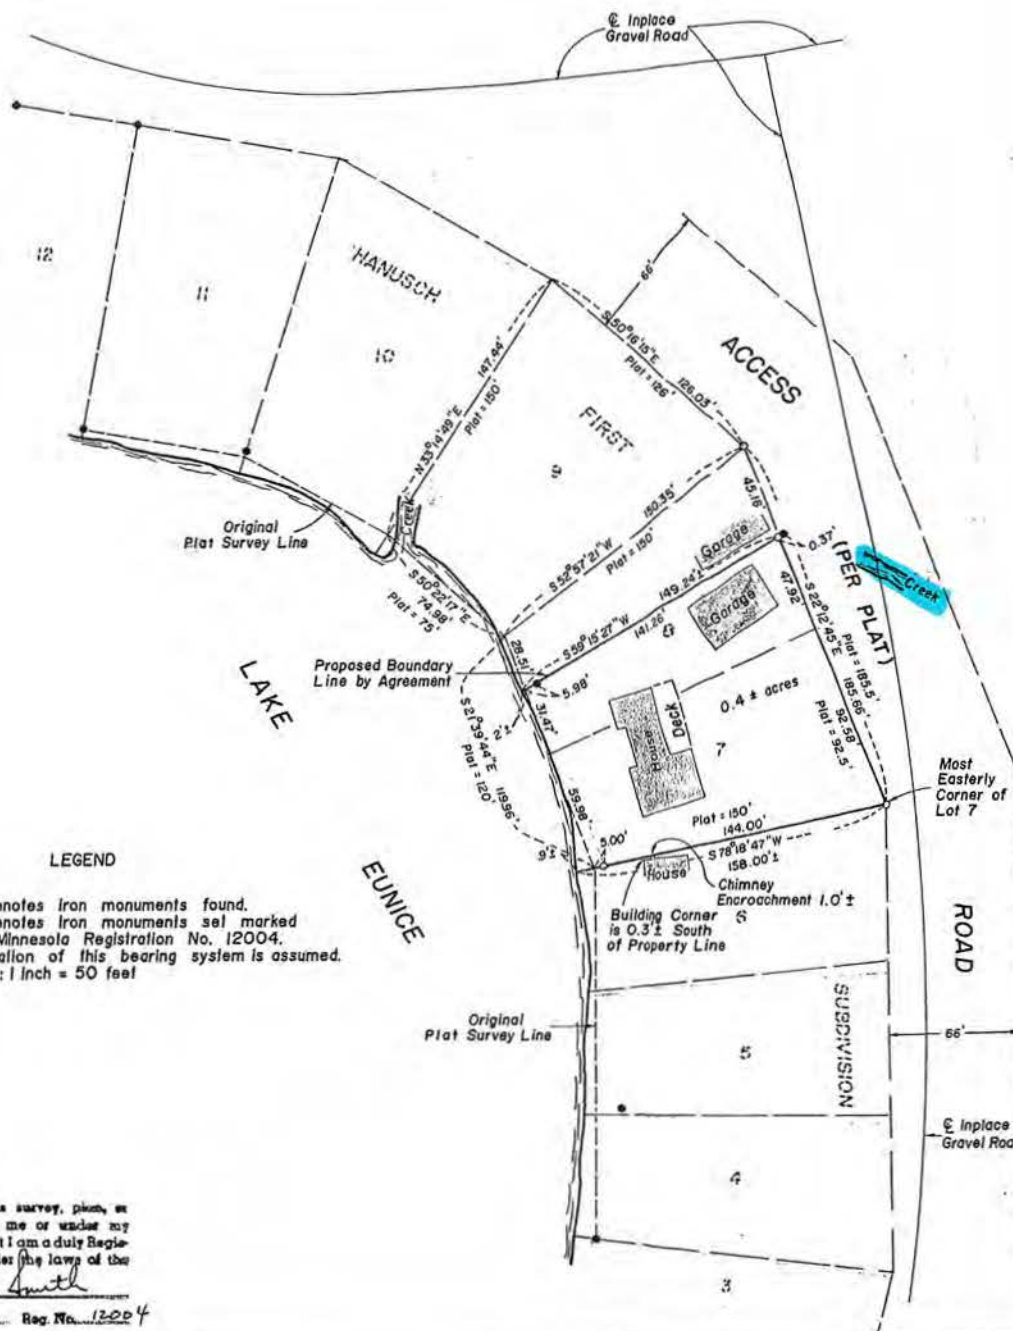 ℄ Inplace
Gravel Road
12
11
HANUSCH
10
66'
ACCESS
S 50°16'15"E
126.03'
Plat = 126'
147.44'
N 33°14'49"E
Plat = 150'
FIRST
9
Creek
Original
Plat Survey Line
S 50°22'17"E
74.98'
Plat = 75'
150.35'
S 52°57'21"W
Plat = 150'
45.16'
Garage
0.37'
(PER PLAT)
Creek
149.24'±
S 59°15'27"W
141.26'
8
Garage
47.92'
S 22°12'45"E
Plat = 185.5'
185.66'
92.58'
Plat = 92.5'
Proposed Boundary
Line by Agreement
28.51'
5.98'
31.47'
2'±
S 21°39'44"E
119.96'
Plat = 120'
LAKE
0.4 ± acres
Deck
House
7
59.98'
Most
Easterly
Corner of
Lot 7
Plat = 150'
144.00'
S 78°18'47"W
158.00'±
5.00'
9'±
House
Chimney
Encroachment 1.0' ±
Building Corner
is 0.3'± South
of Property Line
6
LEGEND
enotes Iron monuments found.
enotes Iron monuments set marked
Minnesota Registration No. 12004.
ation of this bearing system is assumed.
: 1 Inch = 50 feet
EUNICE
ROAD
Original
Plat Survey Line
SUBDIVISION
5
66'
℄ Inplace
Gravel Road
4
3
s survey, plan, or
me or under my
t I am a duly Regis-
der the laws of the
Smith
Reg. No. 12004